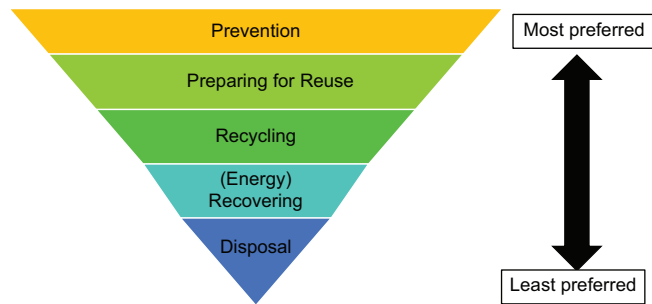 Prevention
Most preferred
Preparing for Reuse
Recycling
(Energy)
Recovering
Disposal
Least preferred